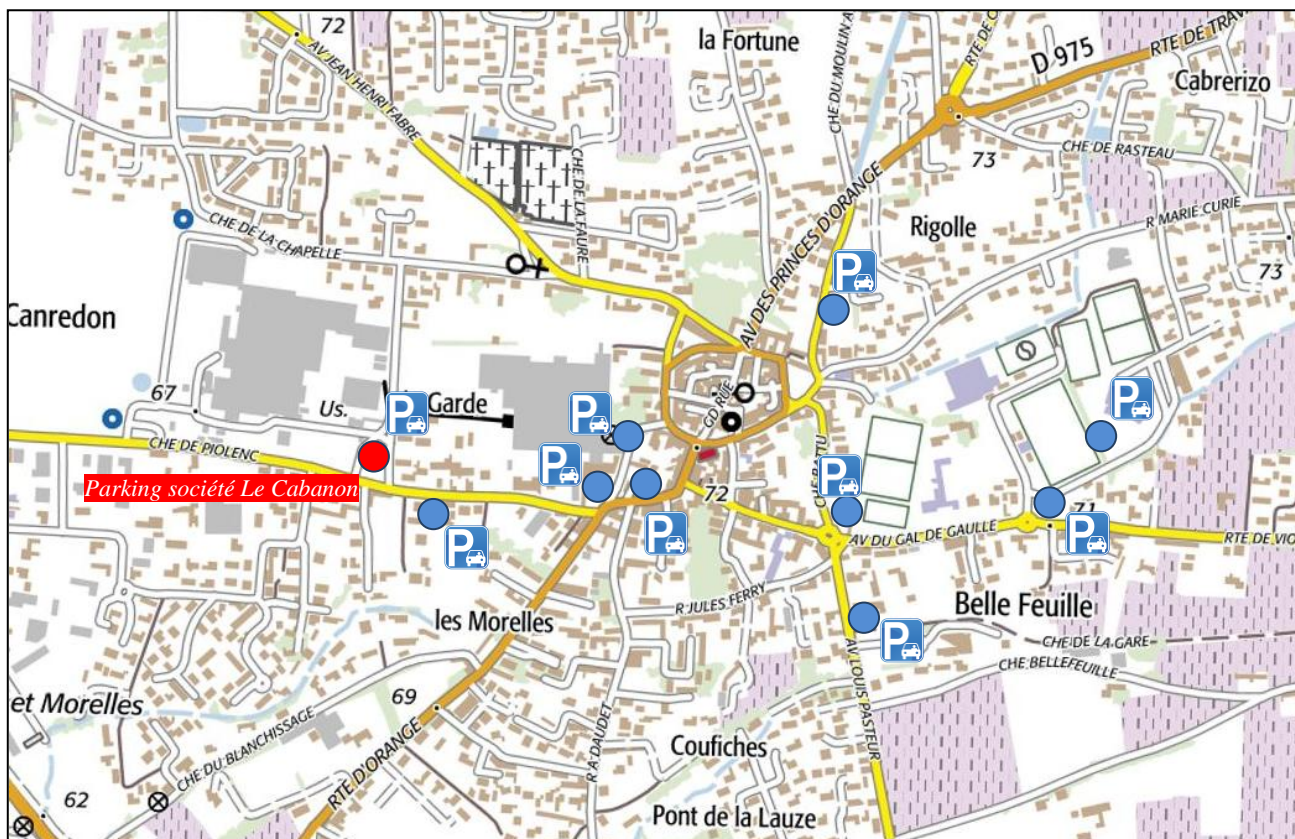 72
la Fortune
CHE DU MOULIN A
RTE DE C
D 975
RTE DE TRAV
Cabrerizo
AV JEAN HENRI FABRE
CHE DE LA FAURE
73
CHE DE RASTEAU
AV DES PRINCES D'ORANGE
R MARIE CURIE
CHE DE LA CHAPELLE
Rigolle
P
73
Canredon
67
Us.
P
Garde
P
GD RUE
P
CHE DE PIOLENC
CHE BATU
Parking société Le Cabanon
P
P
72
P
71
AV DU GAL DE GAULLE
P
P
RTE DE VIO
R JULES FERRY
Belle Feuille
les Morelles
P
CHE DE LA GARE
CHE BELLEFEUILLE
AV LOUIS PASTEUR
et Morelles
69
R A DAUDET
Coufiches
CHE DU BLANCHISSAGE
RTE D'ORANGE
62
Pont de la Lauze